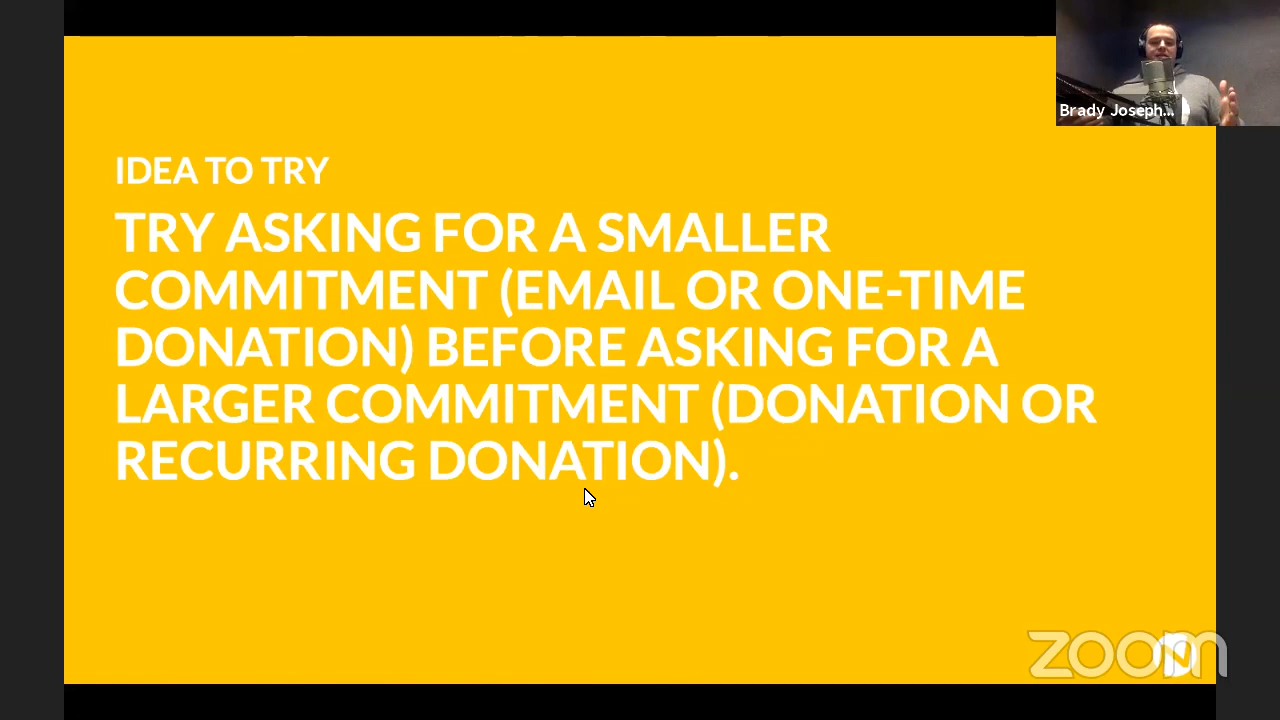 Brady Joseph...
IDEA TO TRY
TRY ASKING FOR A SMALLER
COMMITMENT (EMAIL OR ONE-TIME
DONATION) BEFORE ASKING FOR A
LARGER COMMITMENT (DONATION OR
RECURRING DONATION).
zoom
N